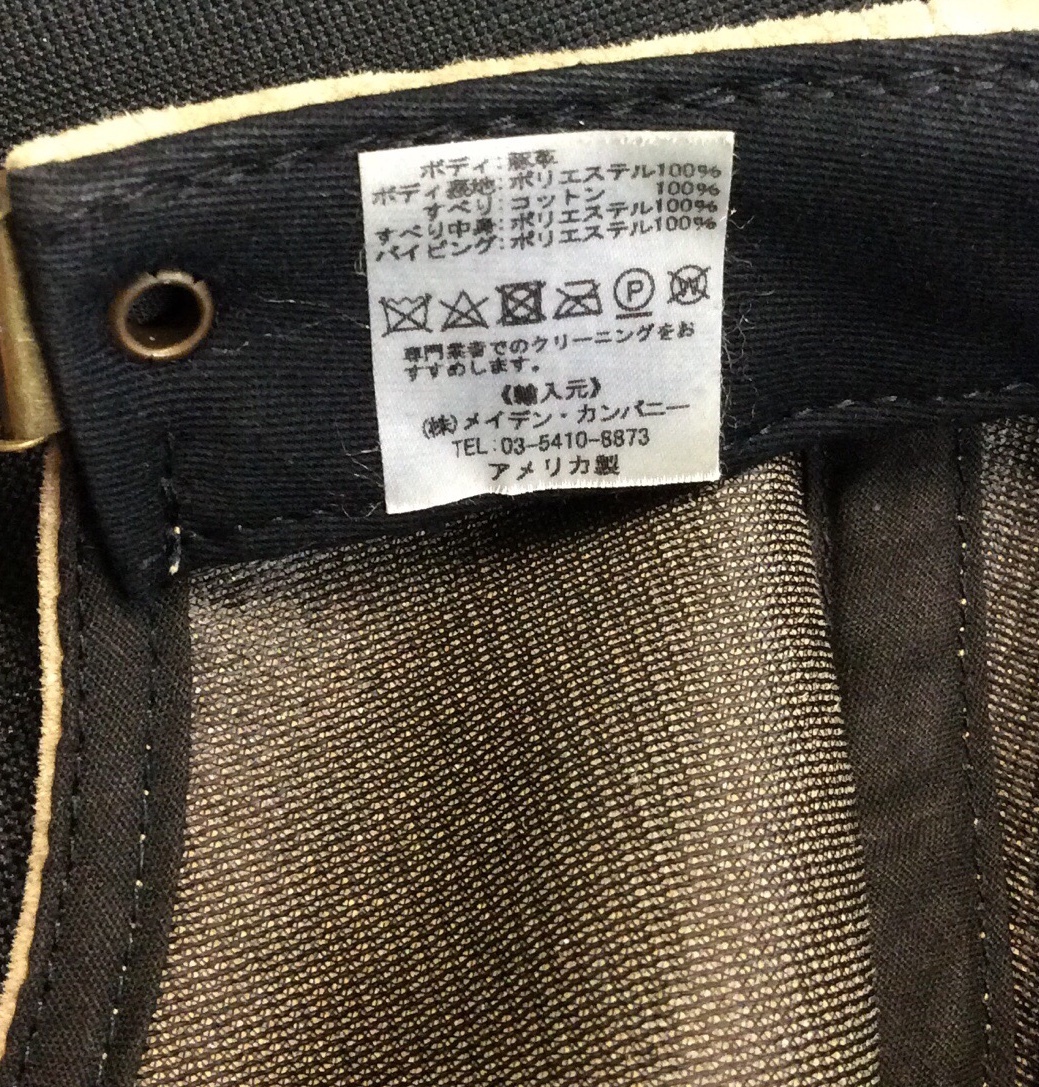 ボディ:豚革
ボディ裏地:ポリエステル100%
すべり:コットン 100%
すべり中身:ポリエステル100%
パイピング:ポリエステル100%
P W
専門業者でのクリーニングをお
すすめします。
《輸入元》
(株)メイデン・カンパニー
TEL:03-5410-8873
アメリカ製